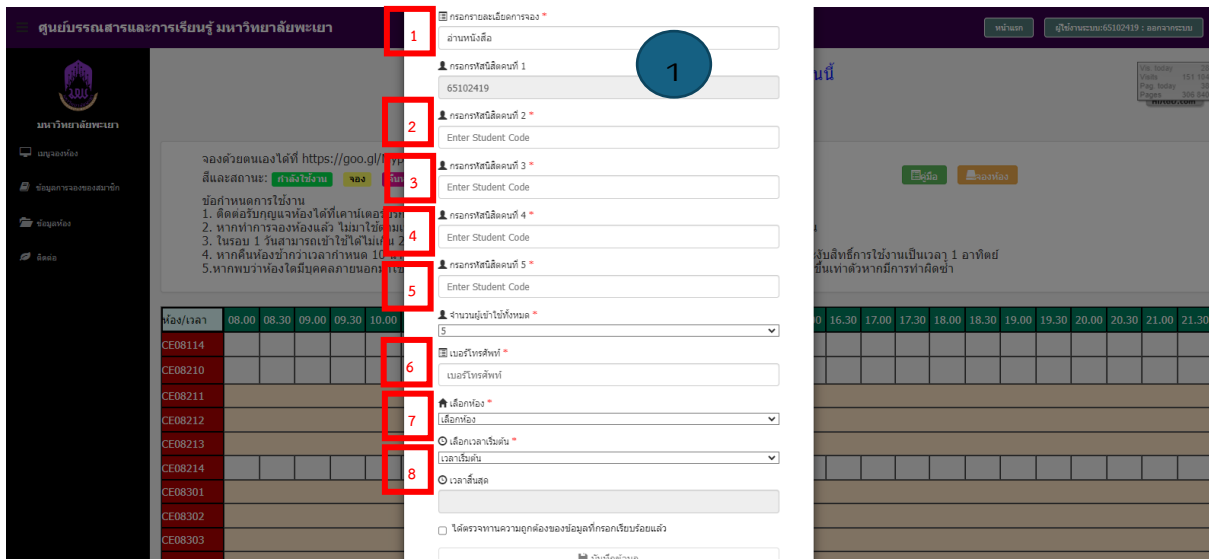 ศูนย์บรรณสารและการเรียนรู้ มหาวิทยาลัยพะเยา
หน้าแรก
ผู้ใช้งานระบบ:65102419 : ออกจากระบบ
มหาวิทยาลัยพะเยา
เมนูจองห้อง
ข้อมูลการจองของสมาชิก
ข้อมูลห้อง
ติดต่อ
1
กรอกรายละเอียดการจอง *
อ่านหนังสือ
1
กรอกรหัสนิสิตคนที่ 1
65102419
2
กรอกรหัสนิสิตคนที่ 2 *
Enter Student Code
3
กรอกรหัสนิสิตคนที่ 3 *
Enter Student Code
4
กรอกรหัสนิสิตคนที่ 4 *
Enter Student Code
5
กรอกรหัสนิสิตคนที่ 5 *
Enter Student Code
จำนวนผู้เข้าใช้ทั้งหมด *
5
6
เบอร์โทรศัพท์ *
เบอร์โทรศัพท์
7
เลือกห้อง *
เลือกห้อง
8
เลือกเวลาเริ่มต้น *
เวลาเริ่มต้น
เวลาสิ้นสุด
ได้ตรวจทานความถูกต้องของข้อมูลที่กรอกเรียบร้อยแล้ว
บันทึกข้อมูล
นนี้
จองด้วยตนเองได้ที่ https://goo.gl/
สีและสถานะ: กำลังใช้งาน จอง
คู่มือ
จองห้อง
ข้อกำหนดการใช้งาน
1. ติดต่อรับกุญแจห้องได้ที่เคาน์เตอร์
2. หากทำการจองห้องแล้ว ไม่มาใช้
3. ในรอบ 1 วันสามารถเข้าใช้ได้ไม่เกิน 2
4. หากคืนห้องช้ากว่าเวลากำหนด 10
งับสิทธิ์การใช้งานเป็นเวลา 1 อาทิตย์
5.หากพบว่าห้องใดมีบุคคลภายนอก
ขึ้นเท่าตัวหากมีการทำผิดซ้ำ
ห้อง/เวลา 08.00 08.30 09.00 09.30 10.00 16.30 17.00 17.30 18.00 18.30 19.00 19.30 20.00 20.30 21.00 21.30
CE08114
CE08210
CE08211
CE08212
CE08213
CE08214
CE08301
CE08302
CE08303